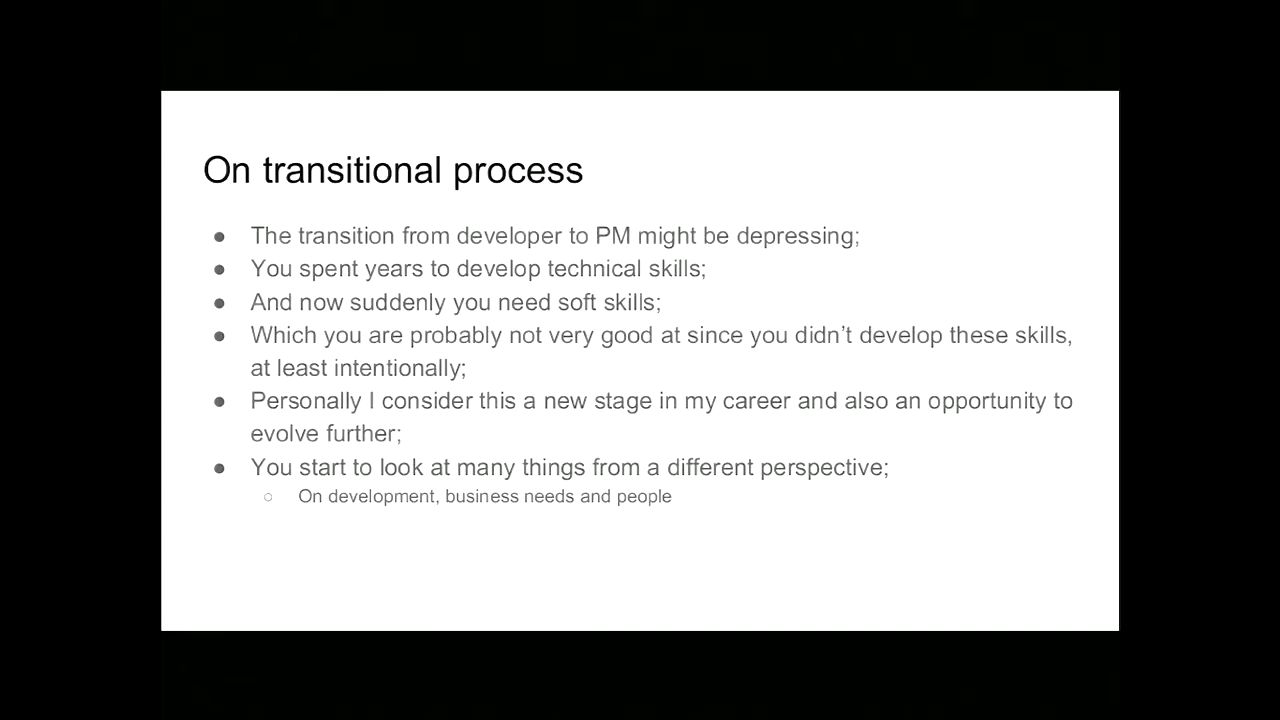 On transitional process
● The transition from developer to PM might be depressing;
● You spent years to develop technical skills;
● And now suddenly you need soft skills;
● Which you are probably not very good at since you didn’t develop these skills,
at least intentionally;
● Personally I consider this a new stage in my career and also an opportunity to
evolve further;
● You start to look at many things from a different perspective;
○ On development, business needs and people